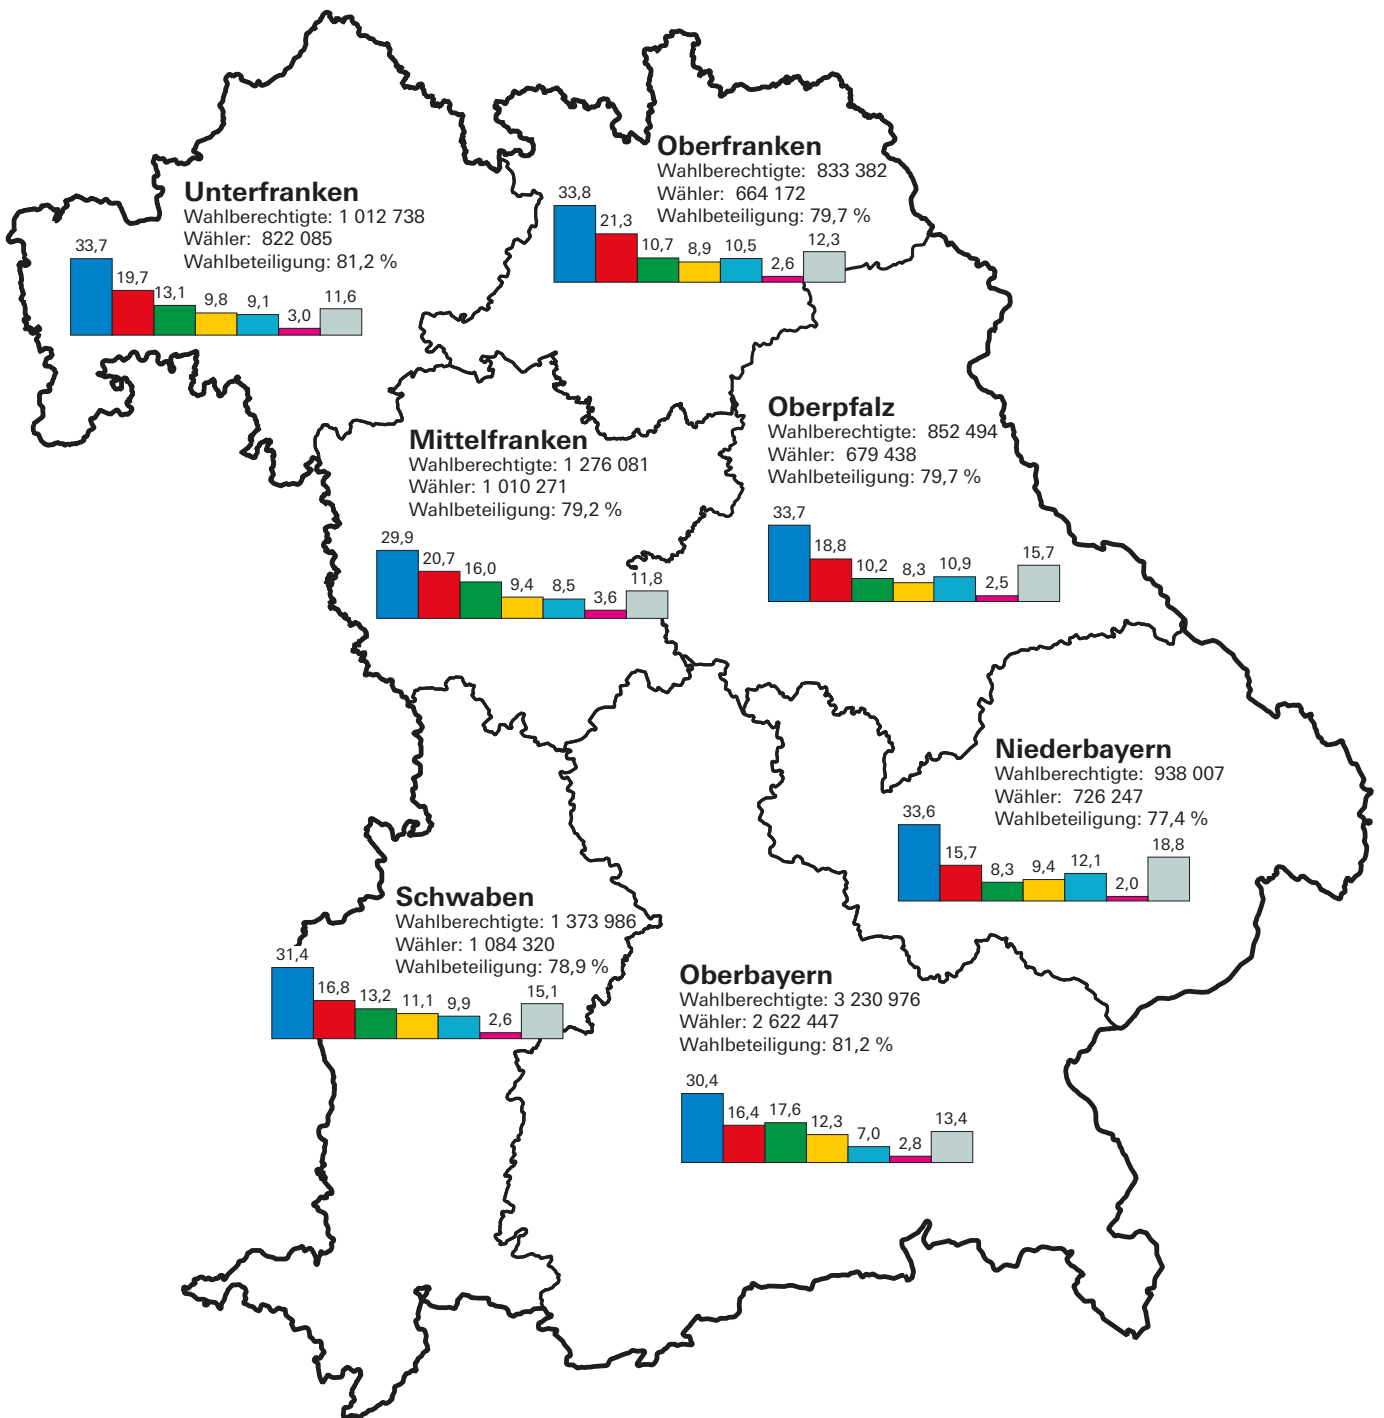 Oberfranken
Wahlberechtigte: 833 382
Wähler: 664 172
Wahlbeteiligung: 79,7 %
33,8
21,3
10,7
8,9
10,5
2,6
12,3
Unterfranken
Wahlberechtigte: 1 012 738
Wähler: 822 085
Wahlbeteiligung: 81,2 %
33,7
19,7
13,1
9,8
9,1
3,0
11,6
Oberpfalz
Wahlberechtigte: 852 494
Wähler: 679 438
Wahlbeteiligung: 79,7 %
33,7
18,8
10,2
8,3
10,9
2,5
15,7
Mittelfranken
Wahlberechtigte: 1 276 081
Wähler: 1 010 271
Wahlbeteiligung: 79,2 %
29,9
20,7
16,0
9,4
8,5
3,6
11,8
Niederbayern
Wahlberechtigte: 938 007
Wähler: 726 247
Wahlbeteiligung: 77,4 %
33,6
15,7
8,3
9,4
12,1
2,0
18,8
Schwaben
Wahlberechtigte: 1 373 986
Wähler: 1 084 320
Wahlbeteiligung: 78,9 %
31,4
16,8
13,2
11,1
9,9
2,6
15,1
Oberbayern
Wahlberechtigte: 3 230 976
Wähler: 2 622 447
Wahlbeteiligung: 81,2 %
30,4
16,4
17,6
12,3
7,0
2,8
13,4